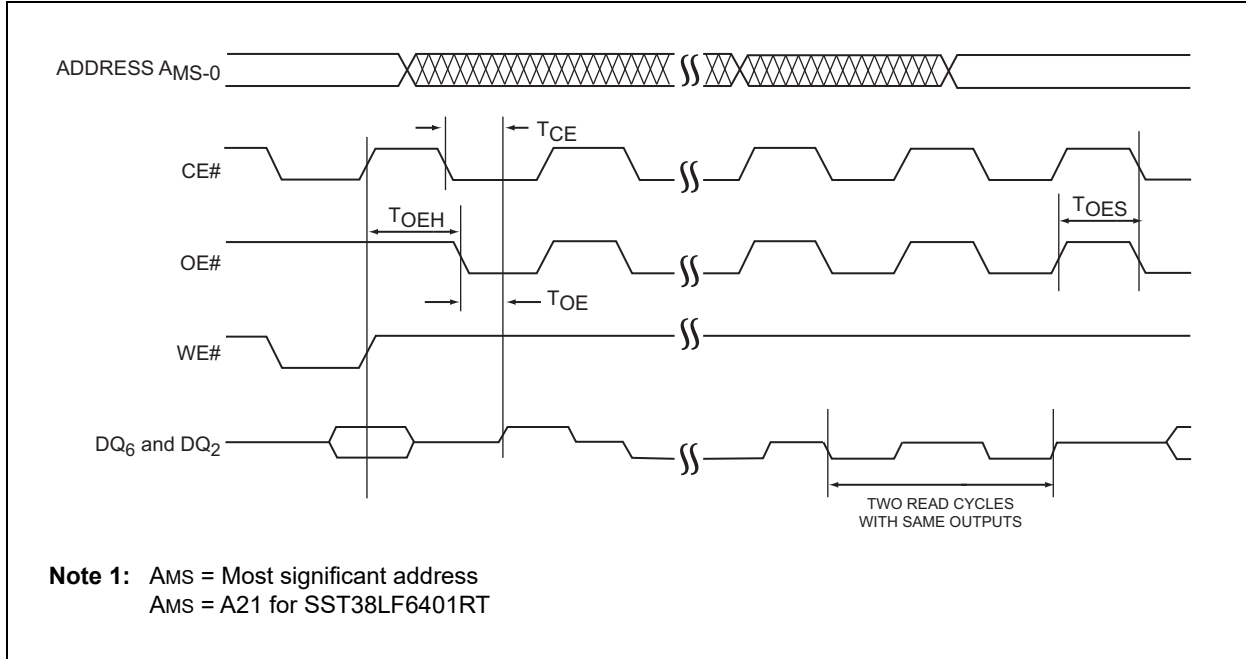 ADDRESS AMS-0
TCE
CE#
TOEH
TOES
OE#
TOE
WE#
DQ6 and DQ2
TWO READ CYCLES
WITH SAME OUTPUTS
Note 1: AMS = Most significant address
AMS = A21 for SST38LF6401RT